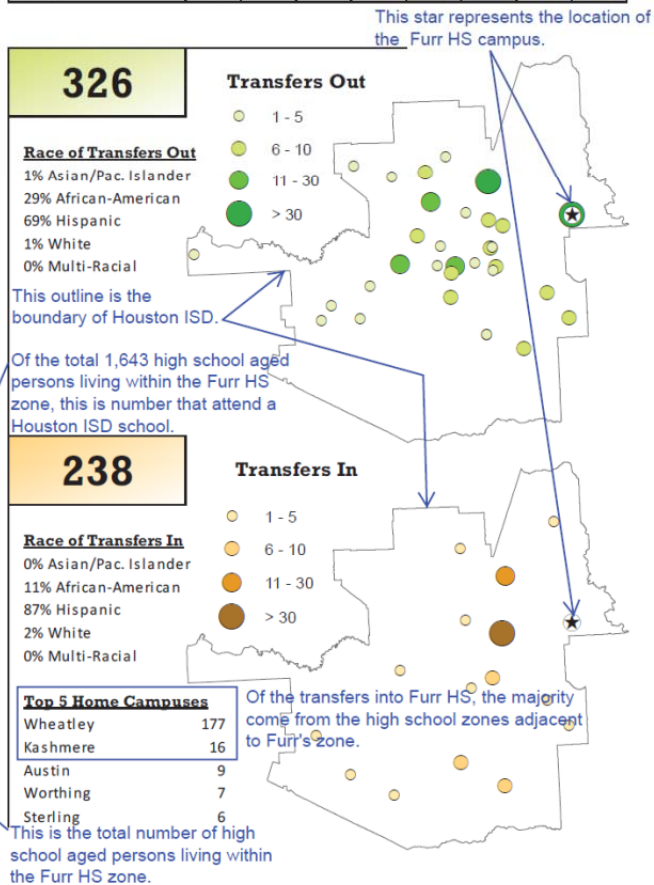 This star represents the location of
the Furr HS campus.
326
Transfers Out
1 - 5
6 - 10
11 - 30
> 30
Race of Transfers Out
1% Asian/Pac. Islander
29% African-American
69% Hispanic
1% White
0% Multi-Racial
This outline is the
boundary of Houston ISD.
Of the total 1,643 high school aged
persons living within the Furr HS
zone, this is number that attend a
Houston ISD school.
238
Transfers In
1 - 5
6 - 10
11 - 30
> 30
Race of Transfers In
0% Asian/Pac. Islander
11% African-American
87% Hispanic
2% White
0% Multi-Racial
Top 5 Home Campuses
Wheatley 177
Kashmere 16
Austin 9
Worthing 7
Sterling 6
Of the transfers into Furr HS, the majority
come from the high school zones adjacent
to Furr's zone.
This is the total number of high
school aged persons living within
the Furr HS zone.